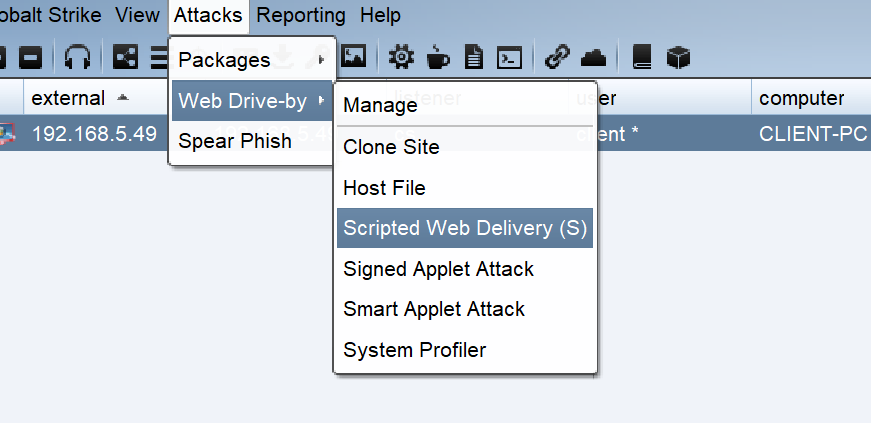 obalt Strike View Attacks Reporting Help
Packages
external listener user computer
Web Drive-by
Manage
192.168.5.49 client * CLIENT-PC
Spear Phish
Clone Site
Host File
Scripted Web Delivery (S)
Signed Applet Attack
Smart Applet Attack
System Profiler